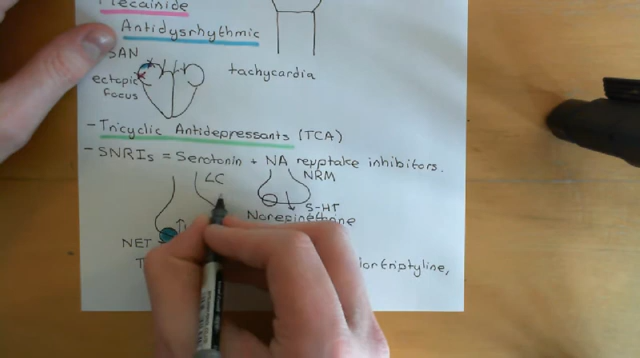 Flecainide
Antidysrhythmic
SAN
ectopic
focus
tachycardia
- Tricyclic Antidepressants (TCA)
- SNRIs = Serotonin + NA reuptake inhibitors.
LC
NRM
5-HT
Norepinephrine
NET